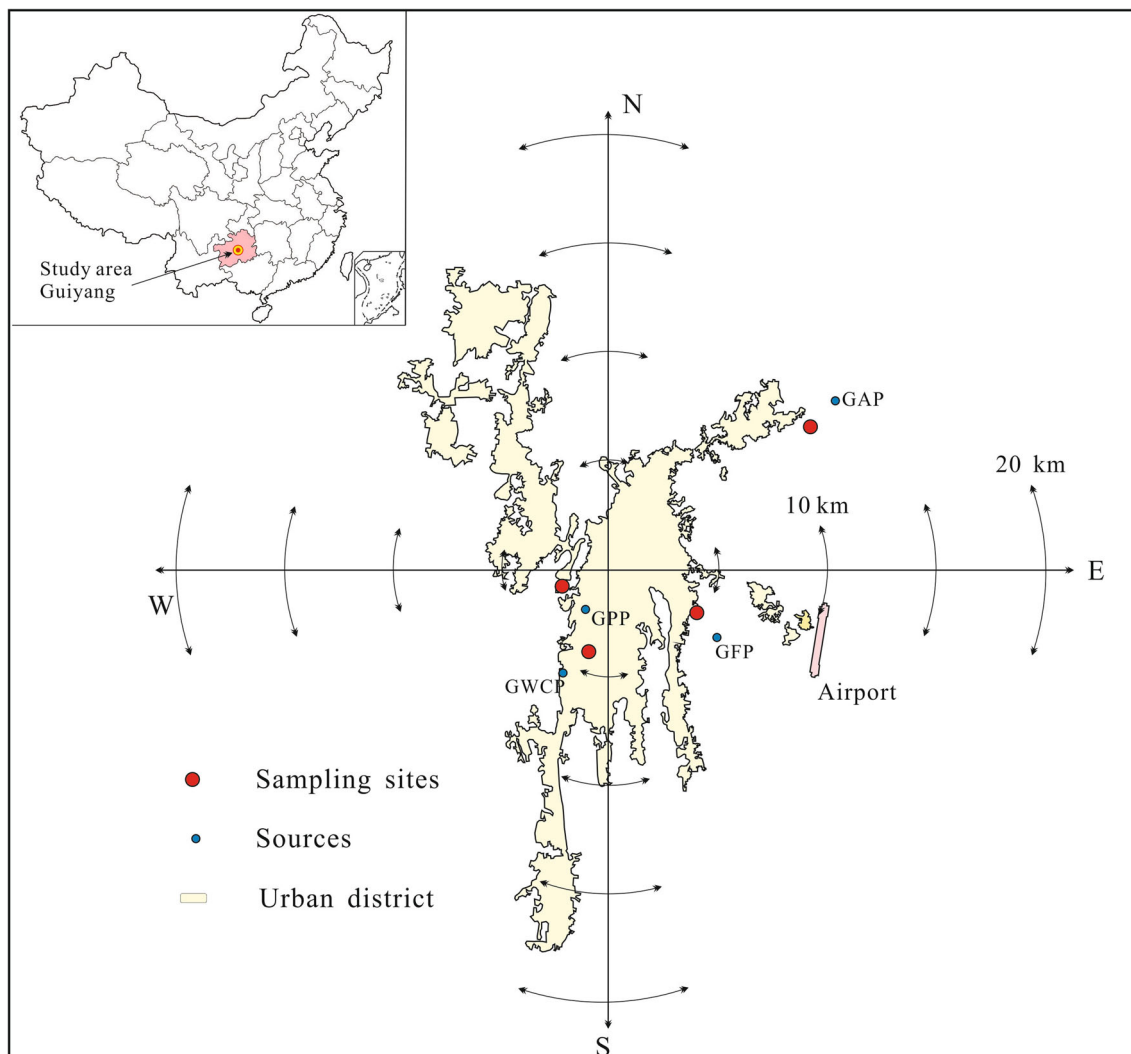 N
Study area
Guiyang
GAP
20 km
10 km
W
E
GPP
GFP
GWCP
Airport
Sampling sites
Sources
Urban district
S